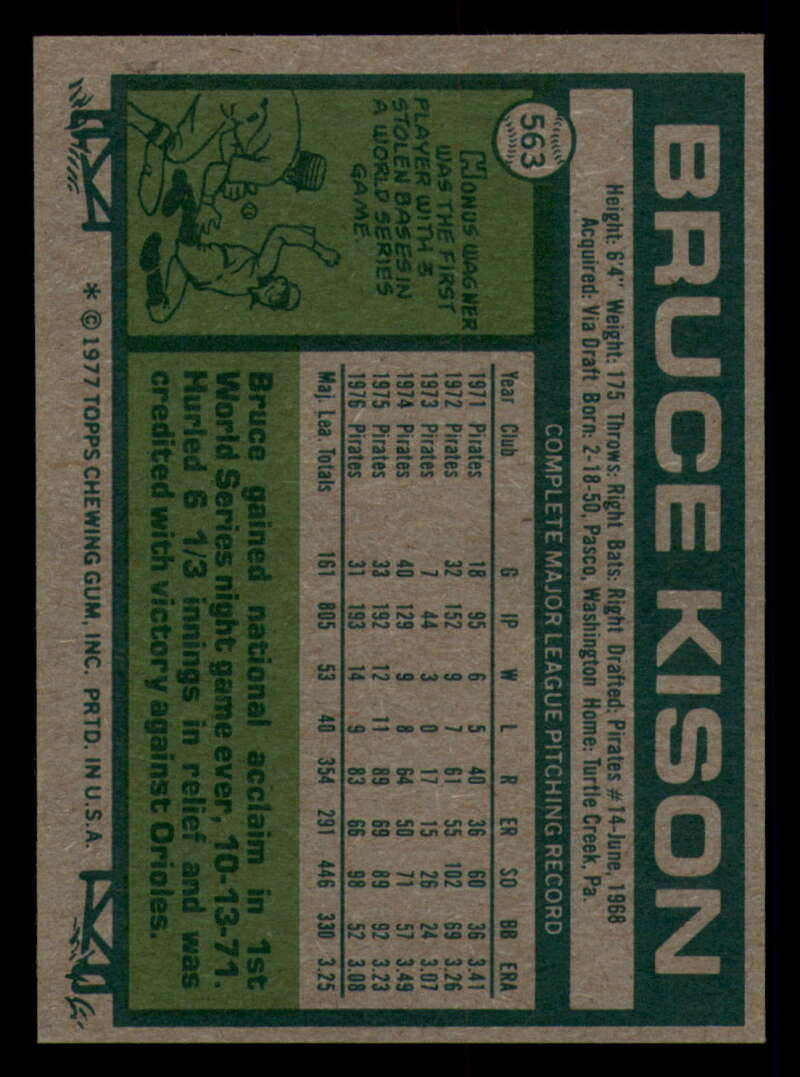 BRUCE KISON
Height: 6'4" Weight: 175 Throws: Right Bats: Right Drafted: Pirates #14-June, 1968
Acquired: Via Draft Born: 2-18-50, Pasco, Washington Home: Turtle Creek, Pa.
563
HONUS WAGNER
WAS THE FIRST
PLAYER WITH 3
STOLEN BASES IN
A WORLD SERIES
GAME.
COMPLETE MAJOR LEAGUE PITCHING RECORD
Year Club G IP W L R ER SO BB ERA
1971 Pirates 18 95 6 5 40 36 60 36 3.41
1972 Pirates 32 152 9 7 61 55 102 69 3.26
1973 Pirates 7 44 3 0 17 15 26 24 3.07
1974 Pirates 40 129 9 8 64 50 71 57 3.49
1975 Pirates 33 192 12 11 89 69 89 92 3.23
1976 Pirates 31 193 14 9 83 66 98 52 3.08
Maj. Lea. Totals 161 805 53 40 354 291 446 330 3.25
Bruce gained national acclaim in 1st
World Series night game ever, 10-13-71.
Hurled 6 1/3 innings in relief and was
credited with victory against Orioles.
* © 1977 TOPPS CHEWING GUM, INC. PRTD. IN U.S.A.